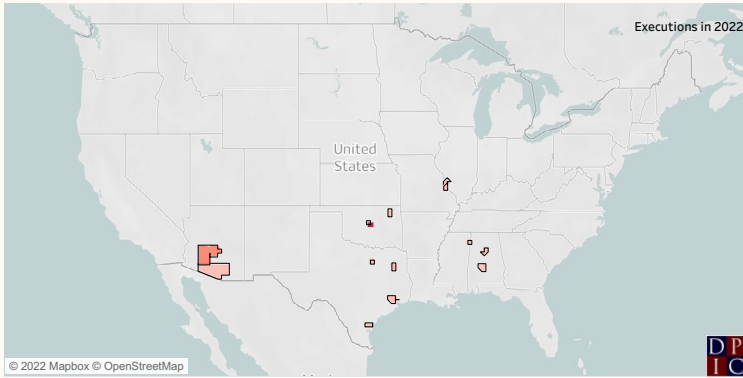 Executions in 2022
United
States
© 2022 Mapbox © OpenStreetMap
D P
I C